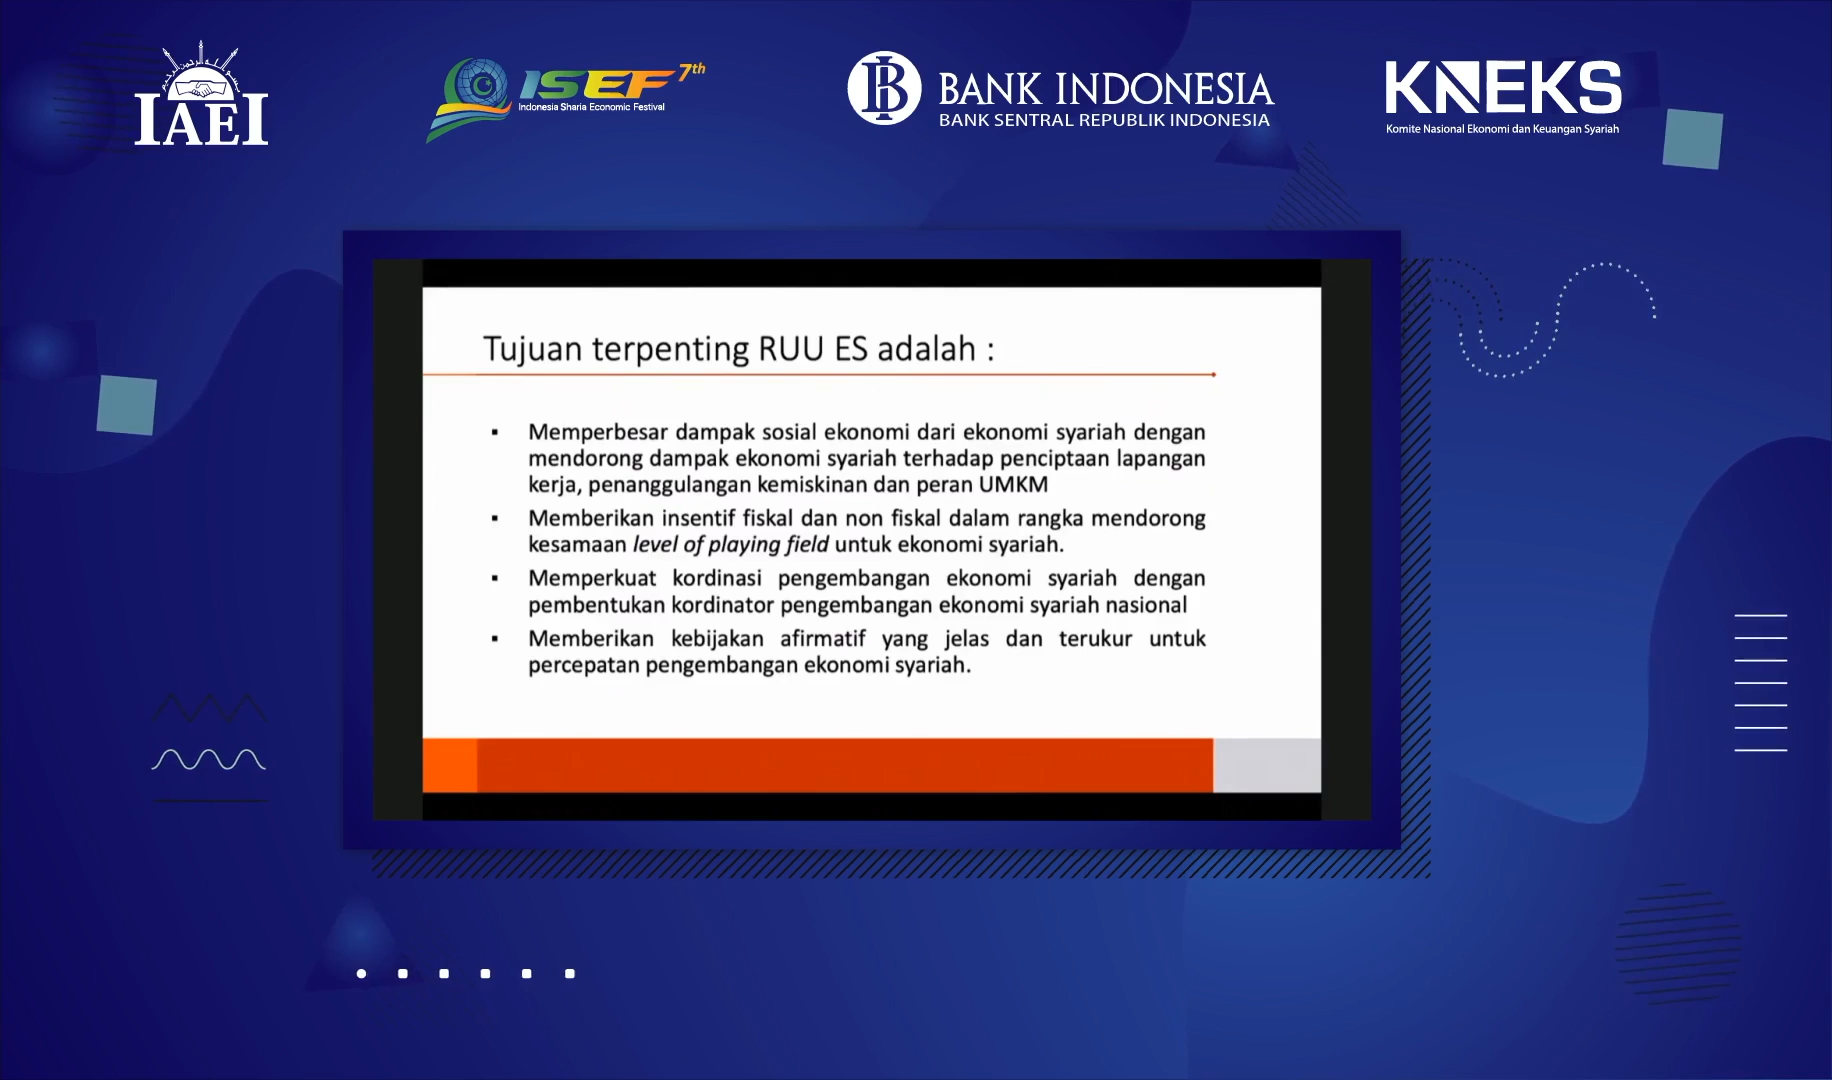 IAEI
ISEF 7th
Indonesia Sharia Economic Festival
BANK INDONESIA
BANK SENTRAL REPUBLIK INDONESIA
KNEKS
Komite Nasional Ekonomi dan Keuangan Syariah
Tujuan terpenting RUU ES adalah :
▪ Memperbesar dampak sosial ekonomi dari ekonomi syariah dengan
mendorong dampak ekonomi syariah terhadap penciptaan lapangan
kerja, penanggulangan kemiskinan dan peran UMKM
▪ Memberikan insentif fiskal dan non fiskal dalam rangka mendorong
kesamaan level of playing field untuk ekonomi syariah.
▪ Memperkuat kordinasi pengembangan ekonomi syariah dengan
pembentukan kordinator pengembangan ekonomi syariah nasional
▪ Memberikan kebijakan afirmatif yang jelas dan terukur untuk
percepatan pengembangan ekonomi syariah.